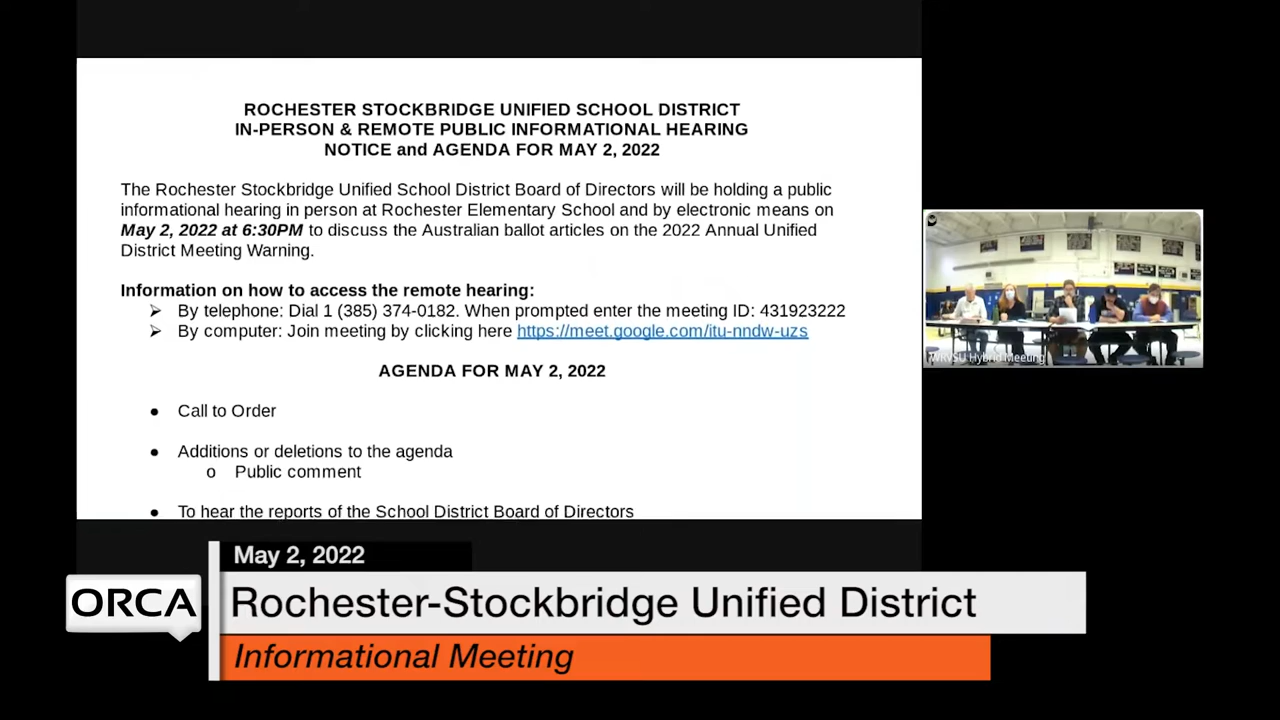 ROCHESTER STOCKBRIDGE UNIFIED SCHOOL DISTRICT
IN-PERSON & REMOTE PUBLIC INFORMATIONAL HEARING
NOTICE and AGENDA FOR MAY 2, 2022
The Rochester Stockbridge Unified School District Board of Directors will be holding a public
informational hearing in person at Rochester Elementary School and by electronic means on
May 2, 2022 at 6:30PM to discuss the Australian ballot articles on the 2022 Annual Unified
District Meeting Warning.
Information on how to access the remote hearing:
➢ By telephone: Dial 1 (385) 374-0182. When prompted enter the meeting ID: 431923222
➢ By computer: Join meeting by clicking here https://meet.google.com/itu-nndw-uzs
AGENDA FOR MAY 2, 2022
● Call to Order
● Additions or deletions to the agenda
o Public comment
● To hear the reports of the School District Board of Directors
WRVSU Hybrid Meeting
May 2, 2022
ORCA
Rochester-Stockbridge Unified District
Informational Meeting